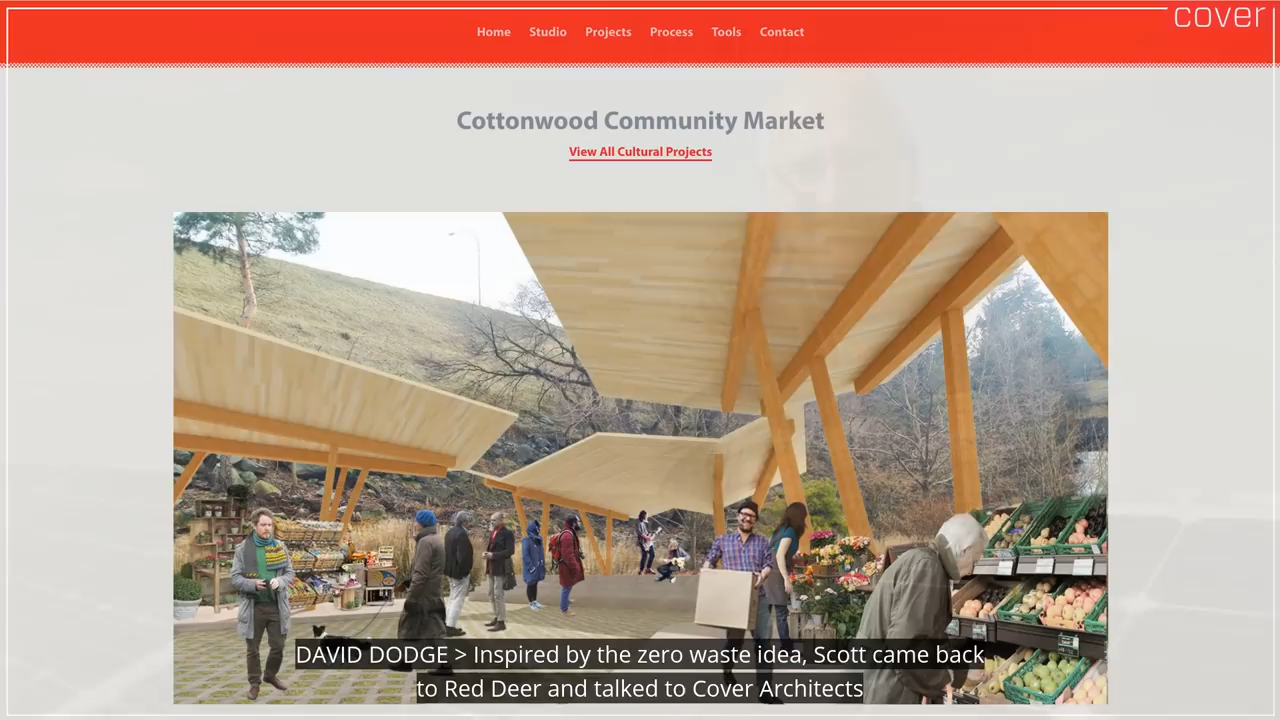 cover
Home Studio Projects Process Tools Contact
Cottonwood Community Market
View All Cultural Projects
DAVID DODGE > Inspired by the zero waste idea, Scott came back
to Red Deer and talked to Cover Architects